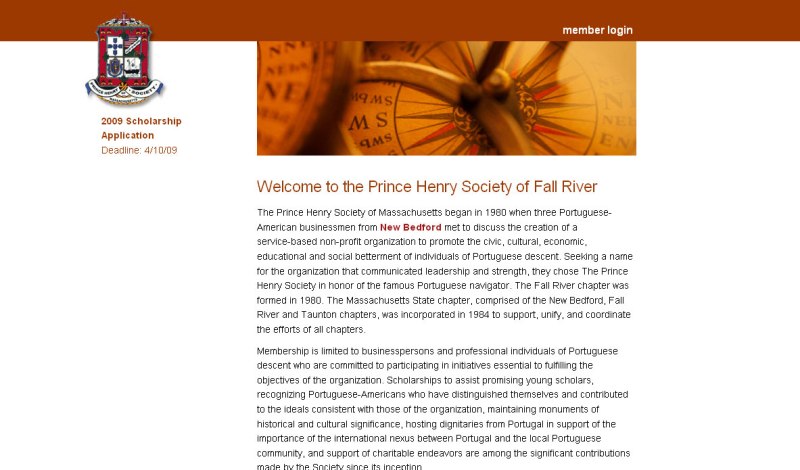 member login
PRINCE HENRY SOCIETY
MASSACHUSETTS
2009 Scholarship
Application
Deadline: 4/10/09
Welcome to the Prince Henry Society of Fall River
The Prince Henry Society of Massachusetts began in 1980 when three Portuguese-
American businessmen from New Bedford met to discuss the creation of a
service-based non-profit organization to promote the civic, cultural, economic,
educational and social betterment of individuals of Portuguese descent. Seeking a name
for the organization that communicated leadership and strength, they chose The Prince
Henry Society in honor of the famous Portuguese navigator. The Fall River chapter was
formed in 1980. The Massachusetts State chapter, comprised of the New Bedford, Fall
River and Taunton chapters, was incorporated in 1984 to support, unify, and coordinate
the efforts of all chapters.
Membership is limited to businesspersons and professional individuals of Portuguese
descent who are committed to participating in initiatives essential to fulfilling the
objectives of the organization. Scholarships to assist promising young scholars,
recognizing Portuguese-Americans who have distinguished themselves and contributed
to the ideals consistent with those of the organization, maintaining monuments of
historical and cultural significance, hosting dignitaries from Portugal in support of the
importance of the international nexus between Portugal and the local Portuguese
community, and support of charitable endeavors are among the significant contributions
made by the Society since its inception.